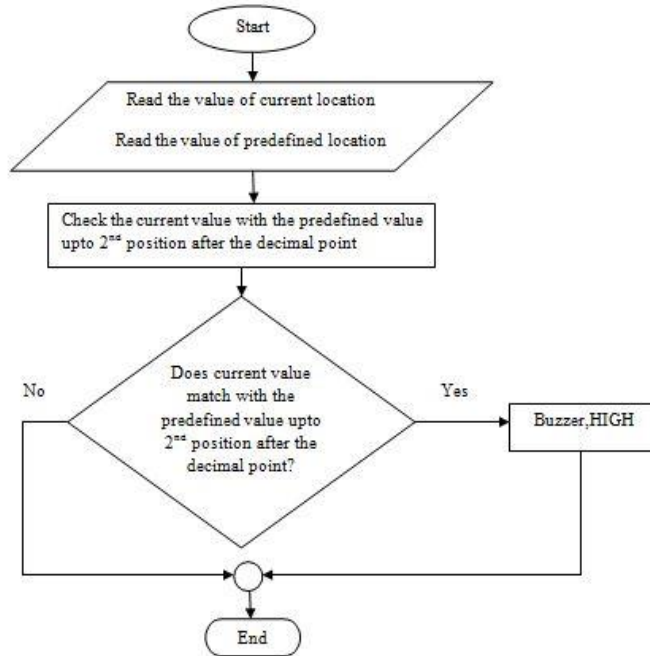 Start
Read the value of current location
Read the value of predefined location
Check the current value with the predefined value
upto 2nd position after the decimal point
Does current value
match with the
predefined value upto
2nd position after the
decimal point?
No
Yes
Buzzer,HIGH
End